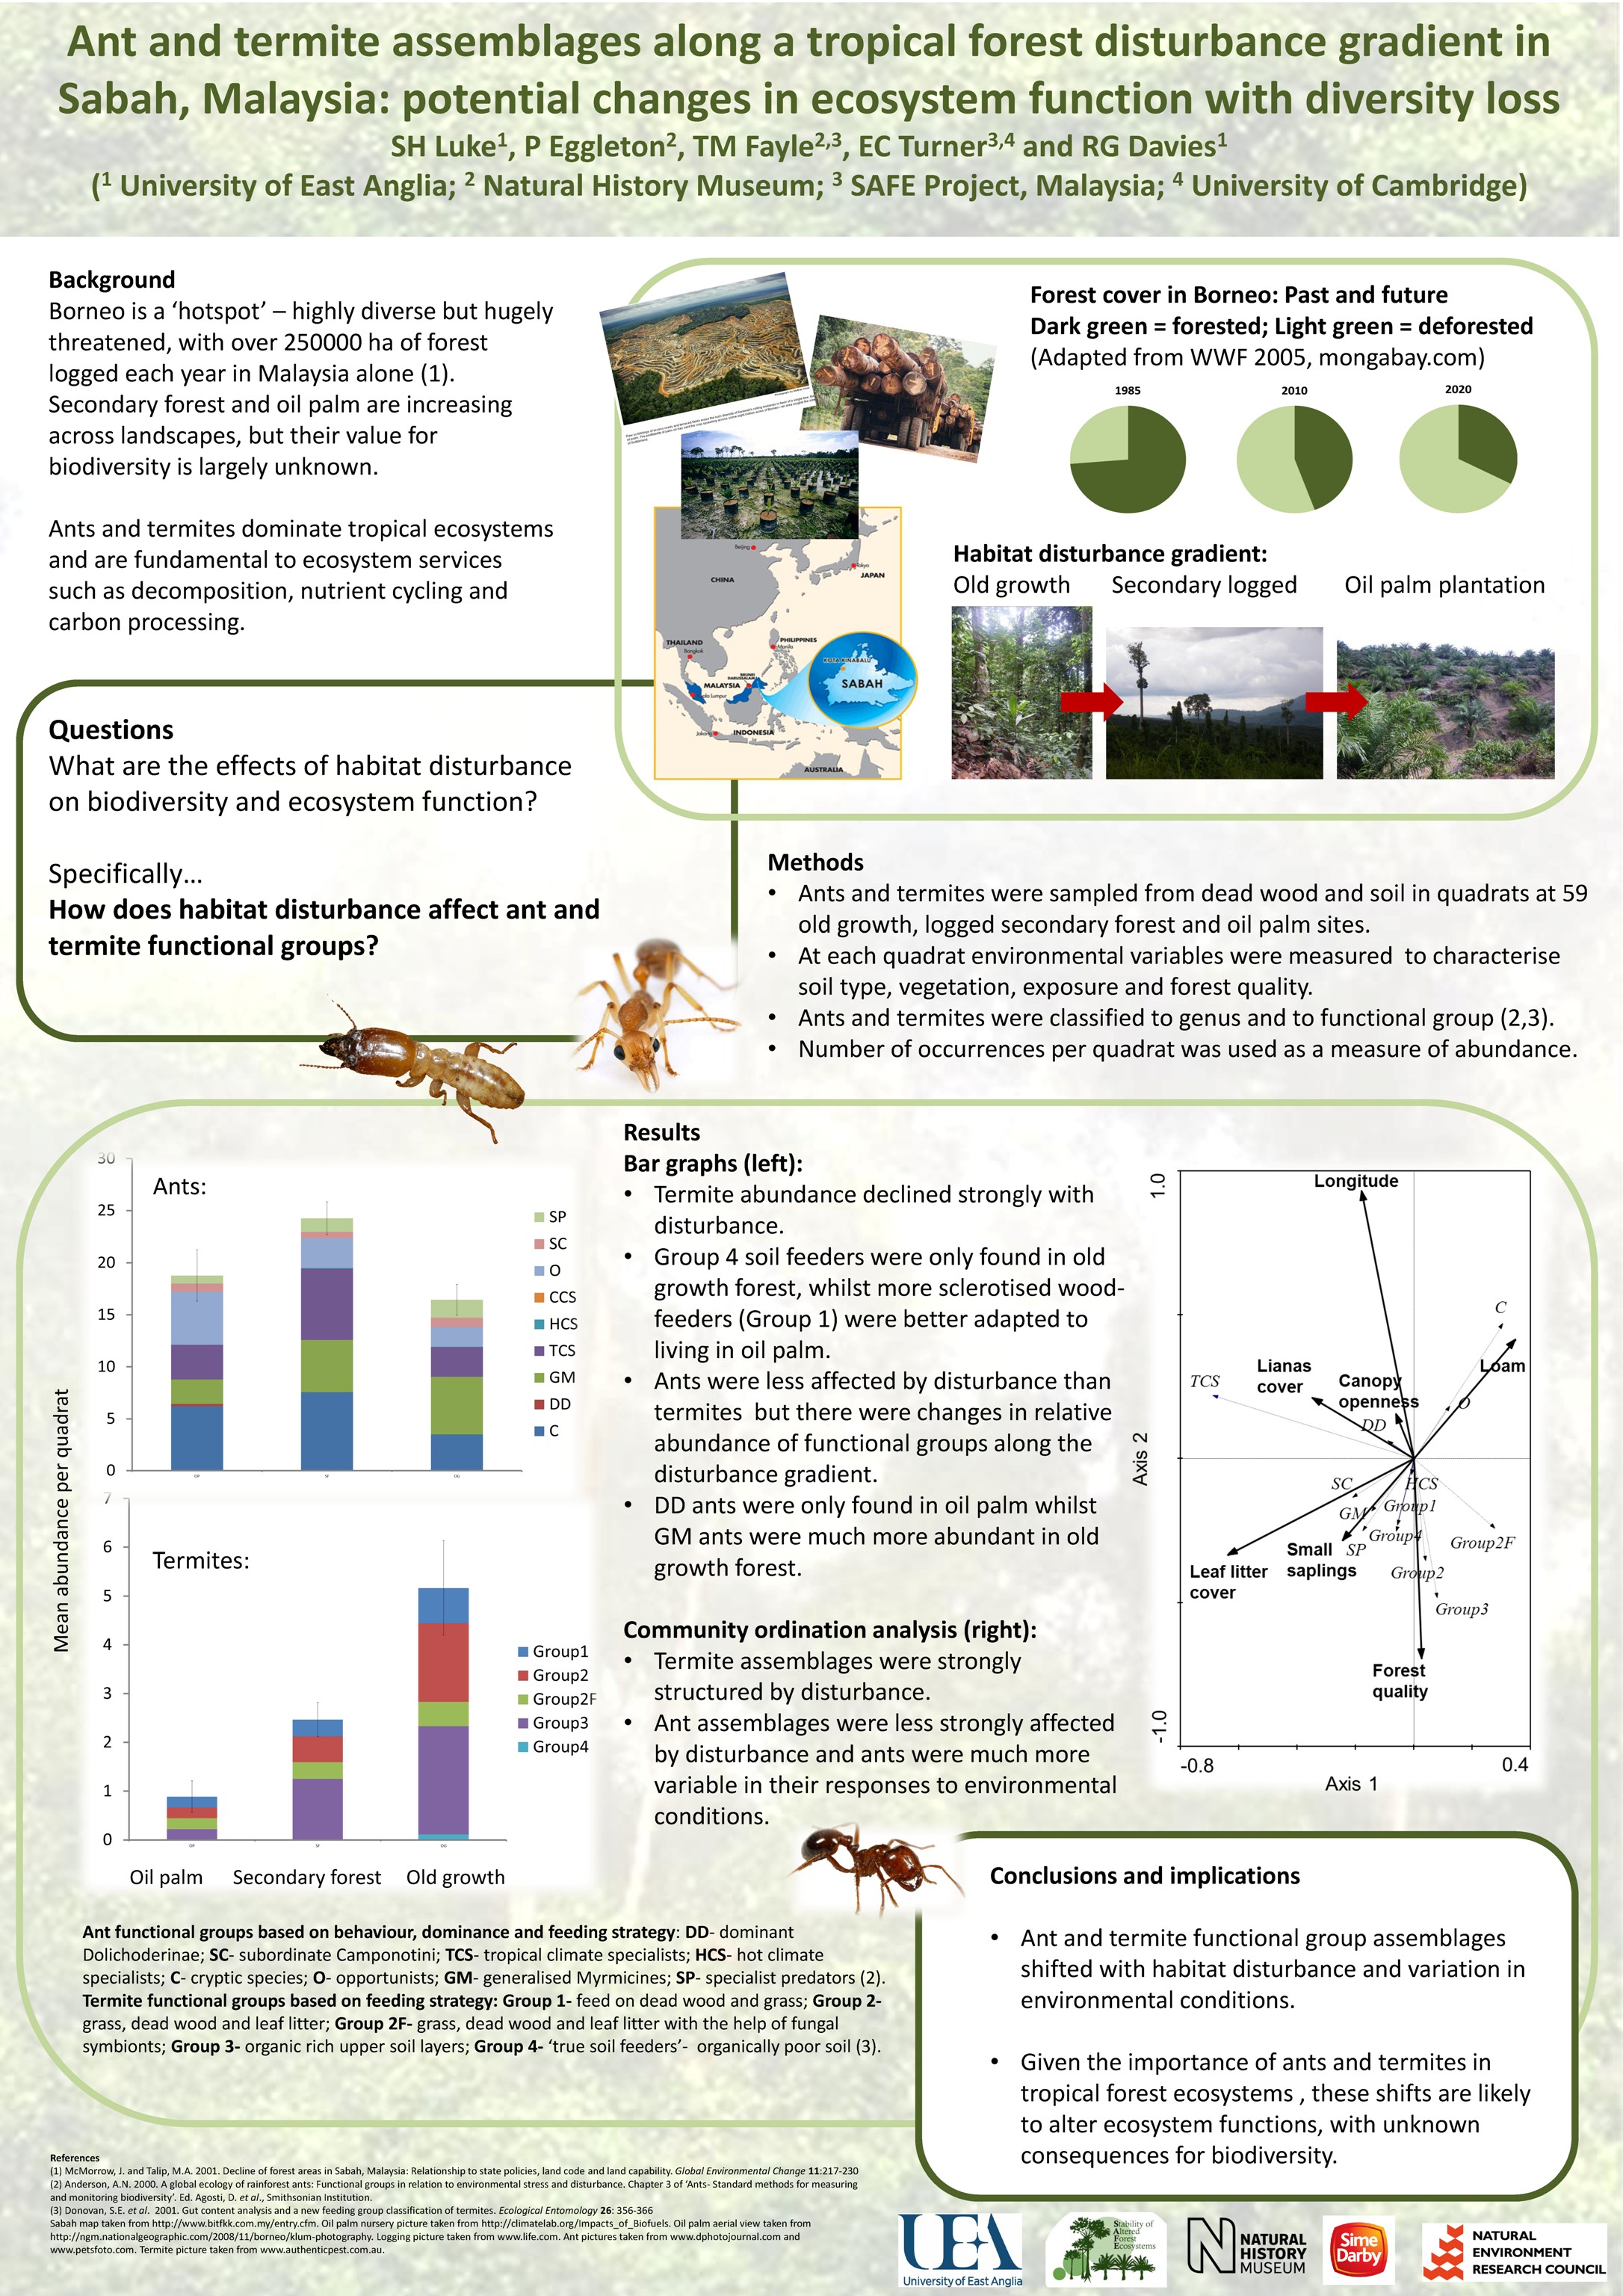 Ant and termite assemblages along a tropical forest disturbance gradient in
Sabah, Malaysia: potential changes in ecosystem function with diversity loss
SH Luke1, P Eggleton2, TM Fayle2,3, EC Turner3,4 and RG Davies1
(1 University of East Anglia; 2 Natural History Museum; 3 SAFE Project, Malaysia; 4 University of Cambridge)
Background
Borneo is a ‘hotspot’ – highly diverse but hugely
threatened, with over 250000 ha of forest
logged each year in Malaysia alone (1).
Secondary forest and oil palm are increasing
across landscapes, but their value for
biodiversity is largely unknown.
Ants and termites dominate tropical ecosystems
and are fundamental to ecosystem services
such as decomposition, nutrient cycling and
carbon processing.
Forest cover in Borneo: Past and future
Dark green = forested; Light green = deforested
(Adapted from WWF 2005, mongabay.com)
1985
2010
2020
Habitat disturbance gradient:
Old growth
Secondary logged
Oil palm plantation
Beijing
Tokyo
CHINA
JAPAN
THAILAND
Bangkok
PHILIPPINES
Manila
KOTA KINABALU
BRUNEI
DARUSSALAM
MALAYSIA
SABAH
Jakarta
INDONESIA
AUSTRALIA
Questions
What are the effects of habitat disturbance
on biodiversity and ecosystem function?
Specifically…
How does habitat disturbance affect ant and
termite functional groups?
Methods
• Ants and termites were sampled from dead wood and soil in quadrats at 59
old growth, logged secondary forest and oil palm sites.
• At each quadrat environmental variables were measured to characterise
soil type, vegetation, exposure and forest quality.
• Ants and termites were classified to genus and to functional group (2,3).
• Number of occurrences per quadrat was used as a measure of abundance.
Mean abundance per quadrat
Ants:
30
25
20
15
10
5
0
OP
SF
OG
SP
SC
O
CCS
HCS
TCS
GM
DD
C
Termites:
7
6
5
4
3
2
1
0
OP
SF
OG
Group1
Group2
Group2F
Group3
Group4
Oil palm
Secondary forest
Old growth
Results
Bar graphs (left):
• Termite abundance declined strongly with
disturbance.
• Group 4 soil feeders were only found in old
growth forest, whilst more sclerotised wood-
feeders (Group 1) were better adapted to
living in oil palm.
• Ants were less affected by disturbance than
termites but there were changes in relative
abundance of functional groups along the
disturbance gradient.
• DD ants were only found in oil palm whilst
GM ants were much more abundant in old
growth forest.
Community ordination analysis (right):
• Termite assemblages were strongly
structured by disturbance.
• Ant assemblages were less strongly affected
by disturbance and ants were much more
variable in their responses to environmental
conditions.
1.0
Axis 2
-1.0
Longitude
C
Loam
Lianas
cover
Canopy
openness
TCS
O
DD
SC
HCS
GM
Group1
Group4
SP
Group2F
Small
saplings
Leaf litter
cover
Group2
Group3
Forest
quality
-0.8
0.4
Axis 1
Ant functional groups based on behaviour, dominance and feeding strategy: DD- dominant
Dolichoderinae; SC- subordinate Camponotini; TCS- tropical climate specialists; HCS- hot climate
specialists; C- cryptic species; O- opportunists; GM- generalised Myrmicines; SP- specialist predators (2).
Termite functional groups based on feeding strategy: Group 1- feed on dead wood and grass; Group 2-
grass, dead wood and leaf litter; Group 2F- grass, dead wood and leaf litter with the help of fungal
symbionts; Group 3- organic rich upper soil layers; Group 4- ‘true soil feeders’- organically poor soil (3).
Conclusions and implications
• Ant and termite functional group assemblages
shifted with habitat disturbance and variation in
environmental conditions.
• Given the importance of ants and termites in
tropical forest ecosystems , these shifts are likely
to alter ecosystem functions, with unknown
consequences for biodiversity.
References
(1) McMorrow, J. and Talip, M.A. 2001. Decline of forest areas in Sabah, Malaysia: Relationship to state policies, land code and land capability. Global Environmental Change 11:217-230
(2) Anderson, A.N. 2000. A global ecology of rainforest ants: Functional groups in relation to environmental stress and disturbance. Chapter 3 of ‘Ants- Standard methods for measuring
and monitoring biodiversity’. Ed. Agosti, D. et al., Smithsonian Institution.
(3) Donovan, S.E. et al. 2001. Gut content analysis and a new feeding group classification of termites. Ecological Entomology 26: 356-366
Sabah map taken from http://www.bitfkk.com.my/entry.cfm. Oil palm nursery picture taken from http://climatelab.org/impacts_of_Biofuels. Oil palm aerial view taken from
http://ngm.nationalgeographic.com/2008/11/borneo/klum-photography. Logging picture taken from www.life.com. Ant pictures taken from www.dphotojournal.com and
www.petsfoto.com. Termite picture taken from www.authenticpest.com.au.
UEA
University of East Anglia
Stability of
Altered
Forest
Ecosystems
N
NATURAL
HISTORY
MUSEUM
Sime
Darby
NATURAL
ENVIRONMENT
RESEARCH COUNCIL